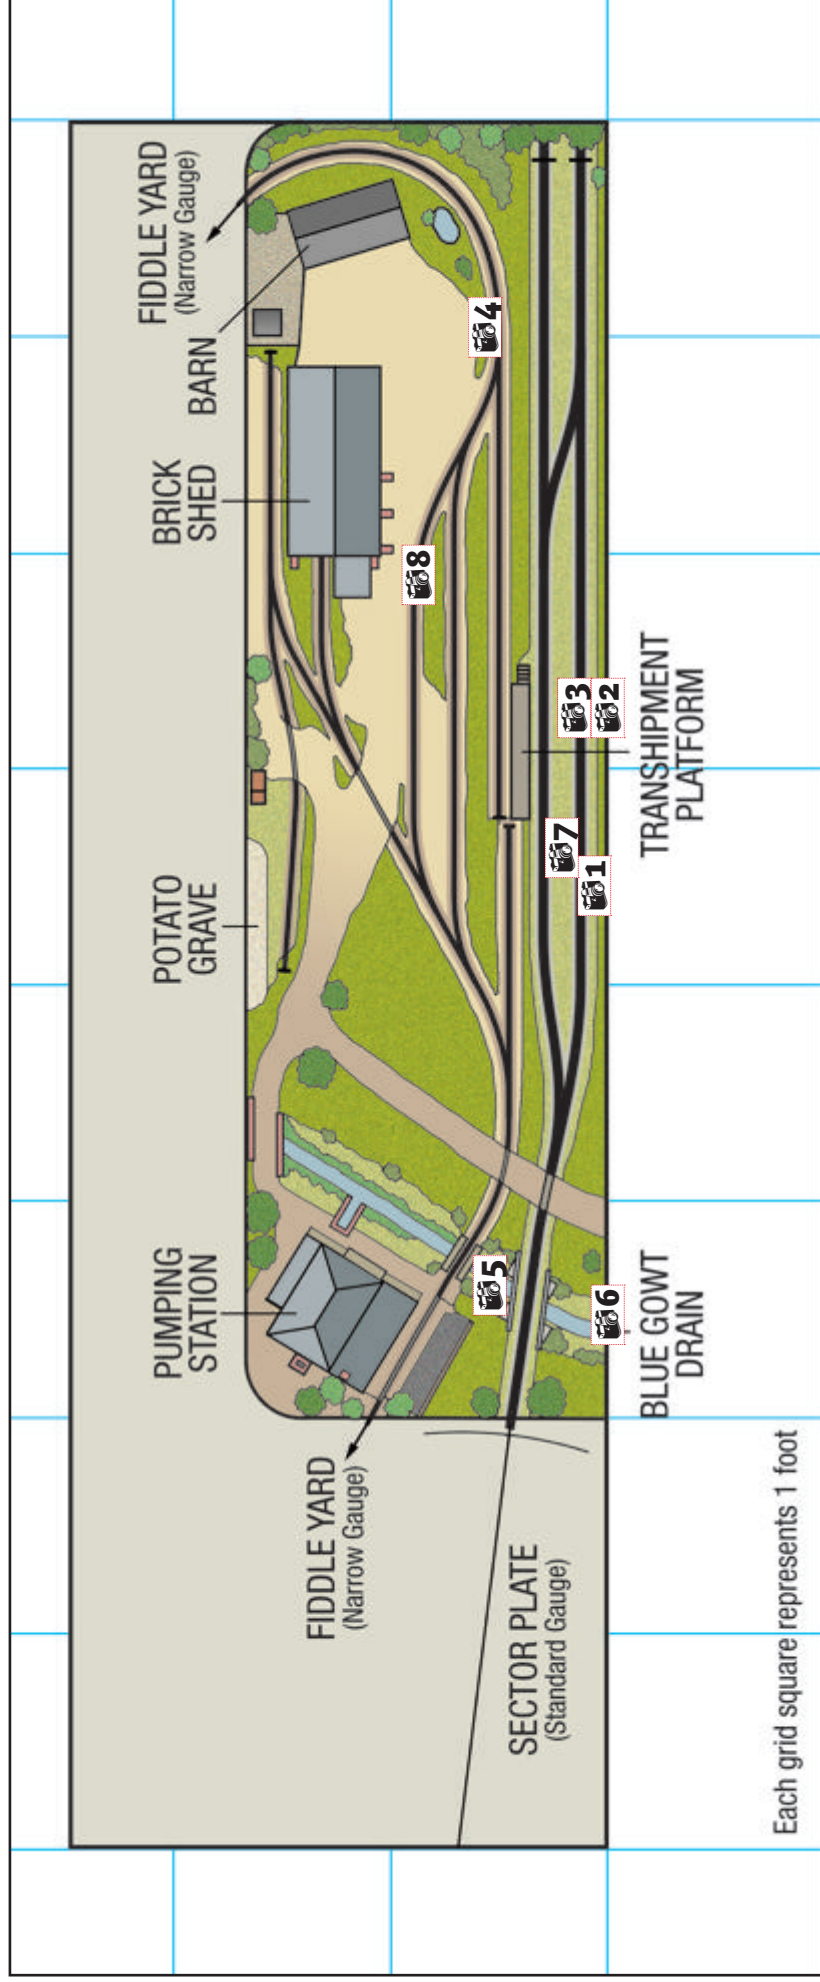 FIDDLE YARD
(Narrow Gauge)
SECTOR PLATE
(Standard Gauge)
PUMPING
STATION
POTATO
GRAVE
BRICK
SHED
BARN
FIDDLE YARD
(Narrow Gauge)
5
6
7
1
3
2
8
4
BLUE GOWT
DRAIN
TRANSHIPMENT
PLATFORM
Each grid square represents 1 foot